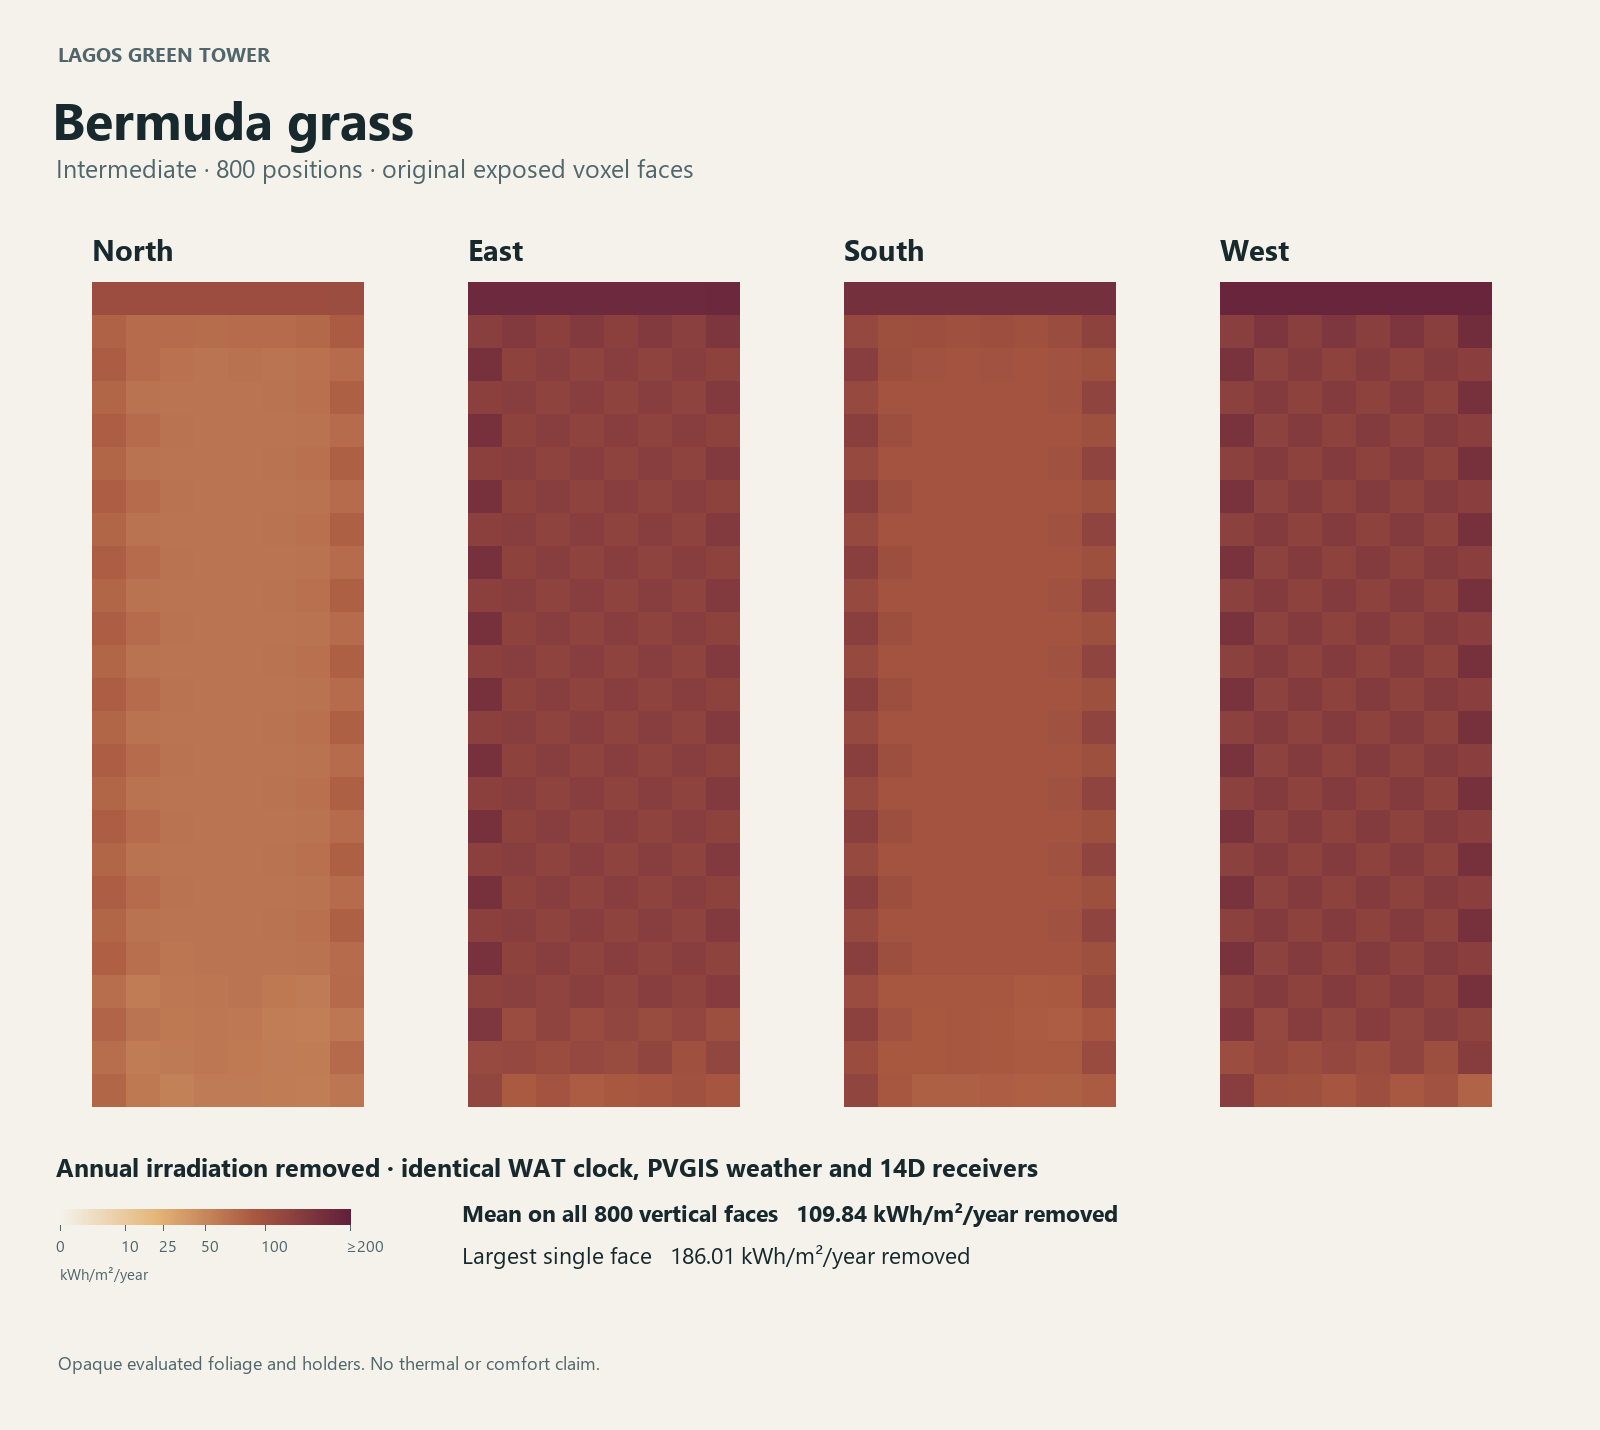 LAGOS GREEN TOWER
Bermuda grass
Intermediate · 800 positions · original exposed voxel faces
North East South West
Annual irradiation removed · identical WAT clock, PVGIS weather and 14D receivers
Mean on all 800 vertical faces 109.84 kWh/m²/year removed
0 10 25 50 100 ≥200
Largest single face 186.01 kWh/m²/year removed
kWh/m²/year
Opaque evaluated foliage and holders. No thermal or comfort claim.